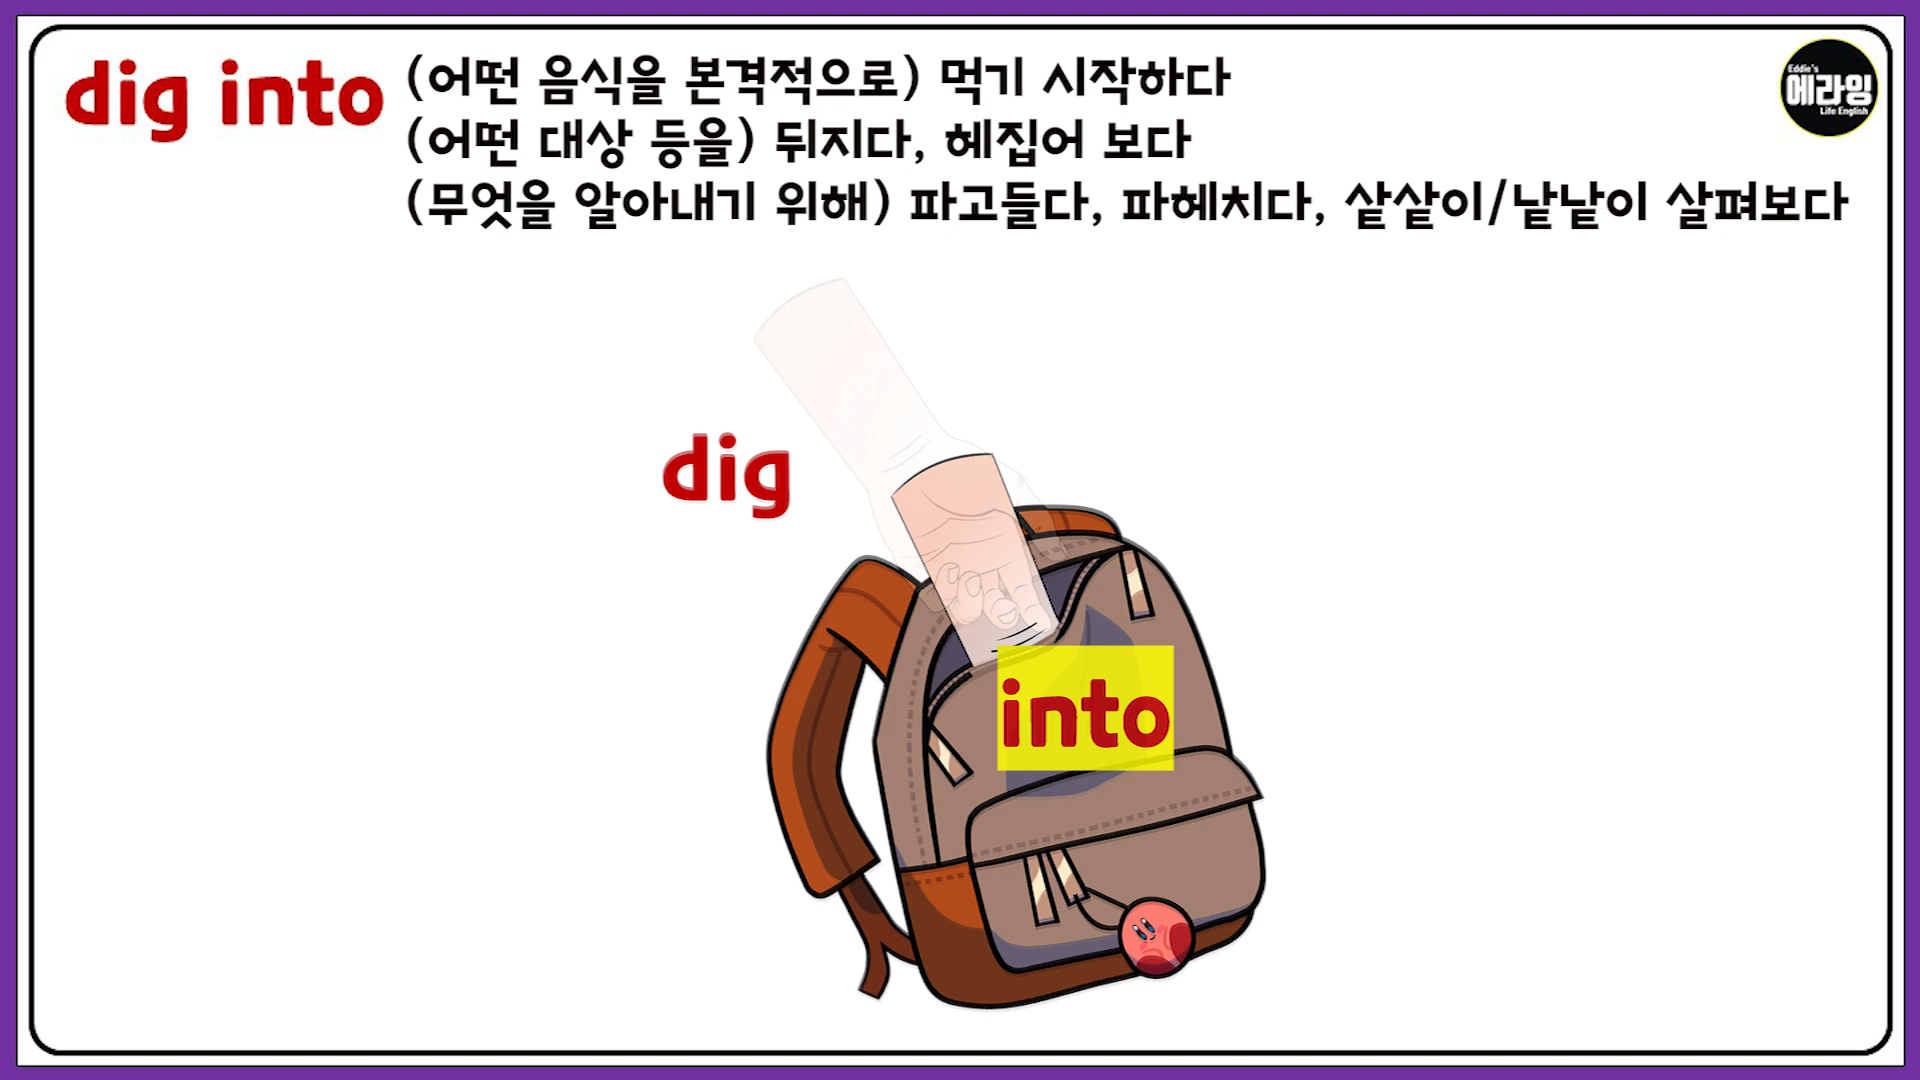 dig into (어떤 음식을 본격적으로) 먹기 시작하다
(어떤 대상 등을) 뒤지다, 헤집어 보다
(무엇을 알아내기 위해) 파고들다, 파헤치다, 샅샅이/낱낱이 살펴보다
Eddie's
에라잉
Life English
dig
into